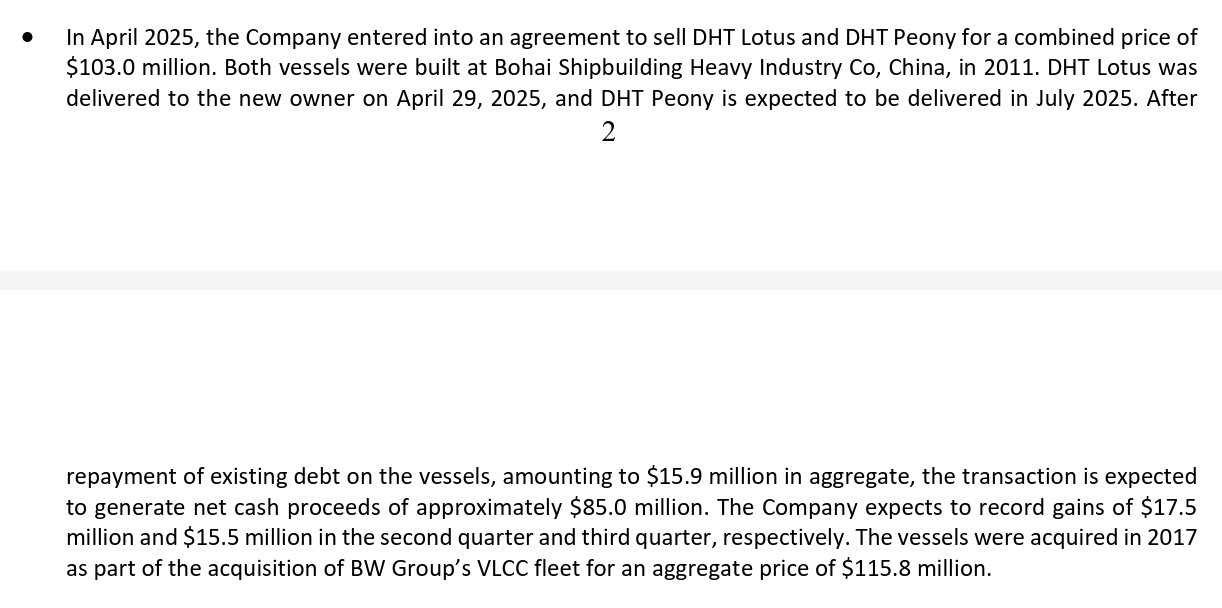 ● In April 2025, the Company entered into an agreement to sell DHT Lotus and DHT Peony for a combined price of
$103.0 million. Both vessels were built at Bohai Shipbuilding Heavy Industry Co, China, in 2011. DHT Lotus was
delivered to the new owner on April 29, 2025, and DHT Peony is expected to be delivered in July 2025. After
2
repayment of existing debt on the vessels, amounting to $15.9 million in aggregate, the transaction is expected
to generate net cash proceeds of approximately $85.0 million. The Company expects to record gains of $17.5
million and $15.5 million in the second quarter and third quarter, respectively. The vessels were acquired in 2017
as part of the acquisition of BW Group’s VLCC fleet for an aggregate price of $115.8 million.